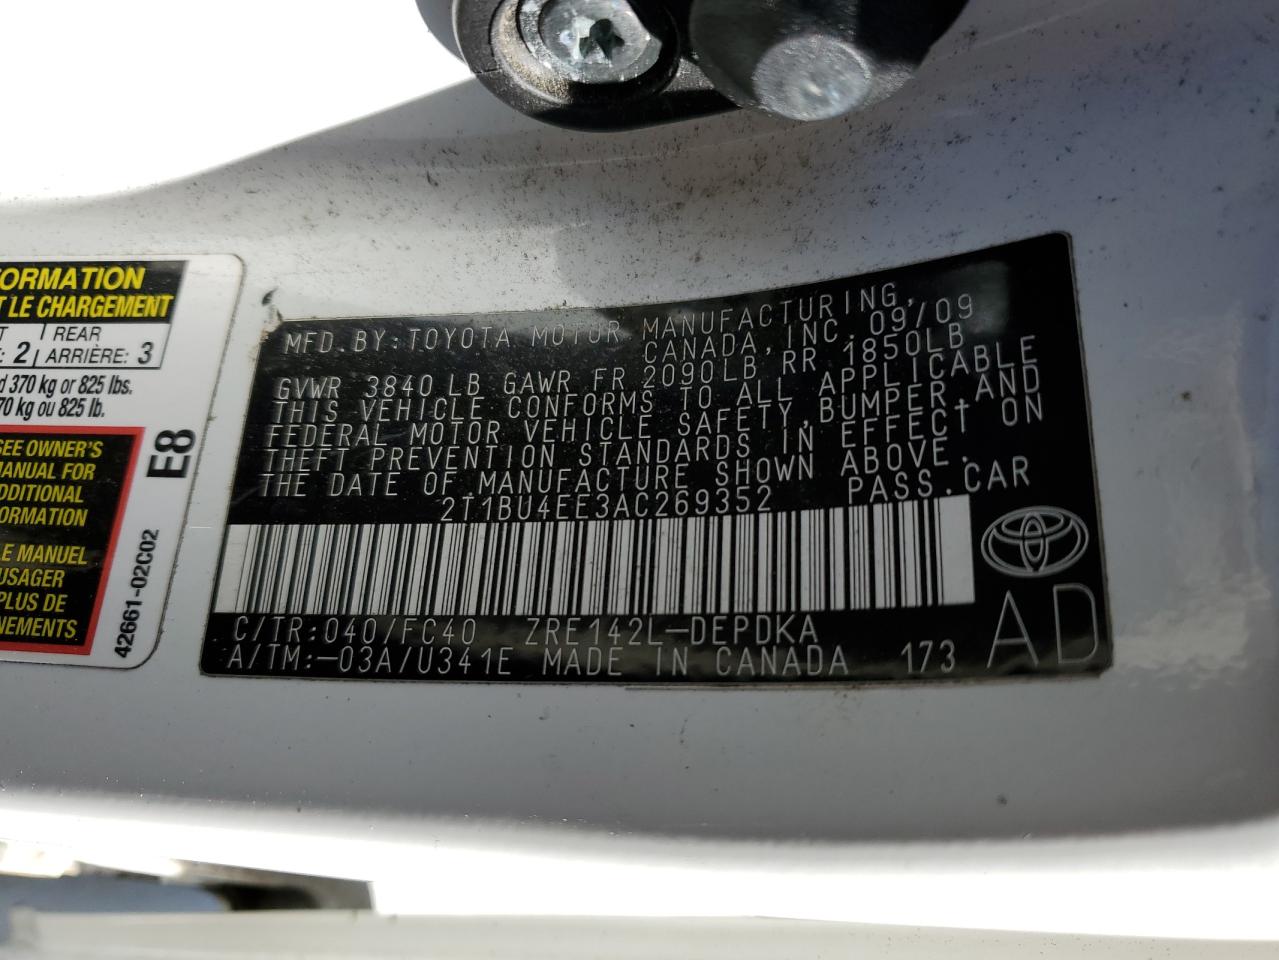 ORMATION
T LE CHARGEMENT
T REAR
: 2 ARRIÈRE: 3
d 370 kg or 825 lbs.
70 kg ou 825 lb.
SEE OWNER'S
MANUAL FOR
ADDITIONAL
ORMATION
LE MANUEL
USAGER
PLUS DE
NEMENTS
E8
42661-02C02
MFD.BY:TOYOTA MOTOR MANUFACTURING,
CANADA,INC.09/09
GVWR 3840LB GAWR FR 2090LB RR 1850LB
THIS VEHICLE CONFORMS TO ALL APPLICABLE
FEDERAL MOTOR VEHICLE SAFETY,BUMPER,AND
THEFT PREVENTION STANDARDS IN EFFECT ON
THE DATE OF MANUFACTURE SHOWN ABOVE.
2T1BU4EE3AC269352 PASS.CAR
C/TR:040/FC40 ZRE142L-DEPDKA
A/TM:-03A/U341E MADE IN CANADA 173
AD